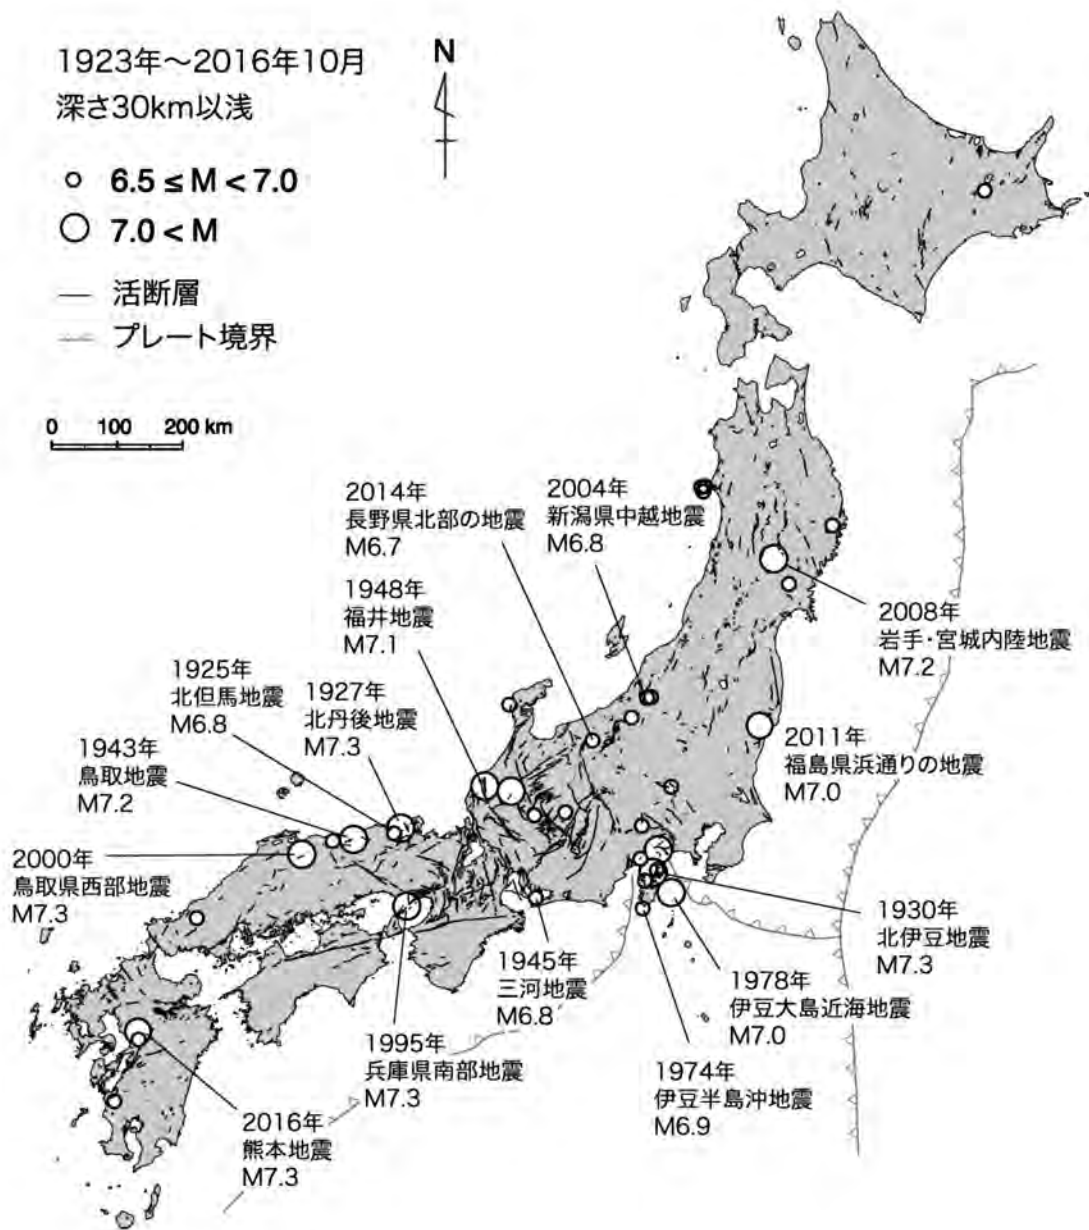 1923年～2016年10月
深さ30km以浅
N
6.5 ≤ M < 7.0
7.0 < M
活断層
プレート境界
0 100 200 km
2014年
長野県北部の地震
M6.7
2004年
新潟県中越地震
M6.8
1948年
福井地震
M7.1
2008年
岩手・宮城内陸地震
M7.2
1925年
北但馬地震
M6.8
1927年
北丹後地震
M7.3
1943年
鳥取地震
M7.2
2011年
福島県浜通りの地震
M7.0
2000年
鳥取県西部地震
M7.3
1930年
北伊豆地震
M7.3
1945年
三河地震
M6.8
1978年
伊豆大島近海地震
M7.0
1995年
兵庫県南部地震
M7.3
1974年
伊豆半島沖地震
M6.9
2016年
熊本地震
M7.3